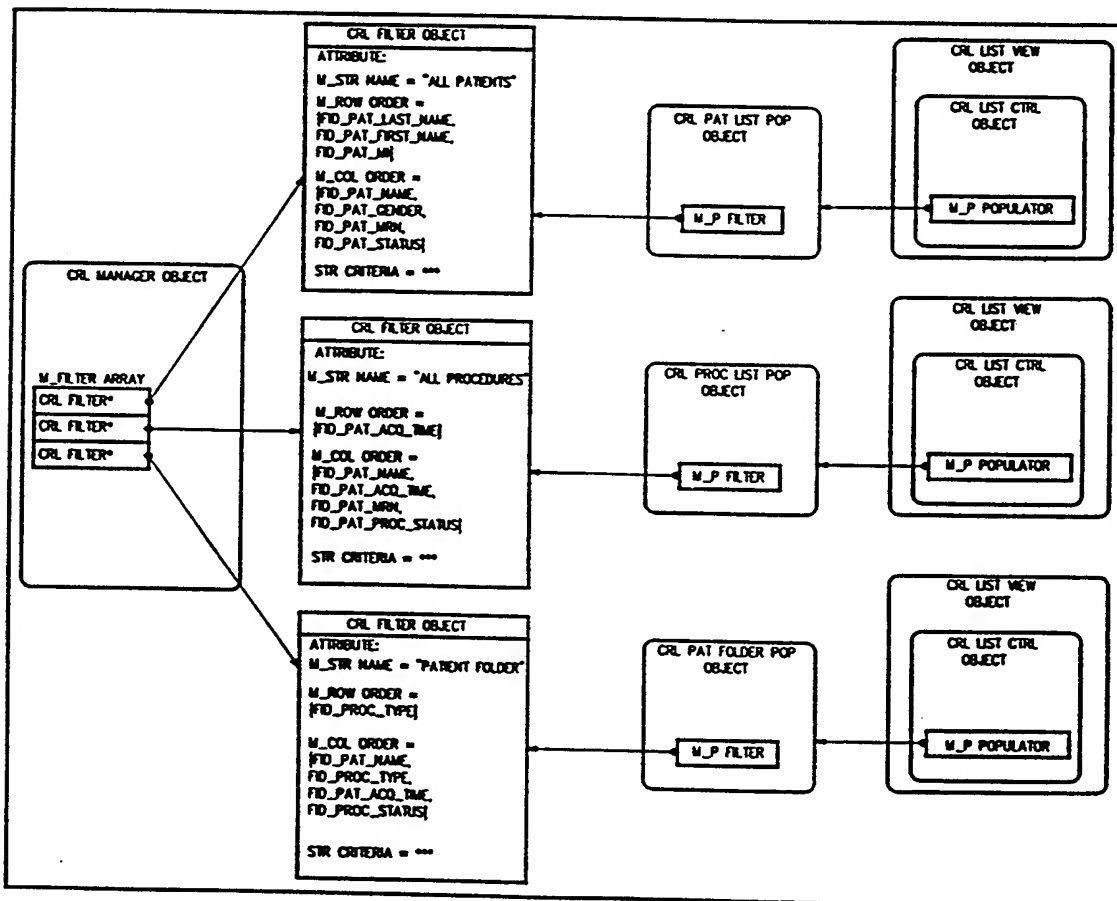 CRL MANAGER OBJECT
M_FILTER ARRAY
CRL FILTER*
CRL FILTER*
CRL FILTER*
CRL FILTER OBJECT
ATTRIBUTE:
M_STR NAME = "ALL PATIENTS"
M_ROW ORDER =
[FID_PAT_LAST_NAME,
FID_PAT_FIRST_NAME,
FID_PAT_MI]
M_COL ORDER =
[FID_PAT_NAME,
FID_PAT_GENDER,
FID_PAT_MRN,
FID_PAT_STATUS]
STR CRITERIA = ***
CRL PAT LIST POP
OBJECT
M_P FILTER
CRL LIST VIEW
OBJECT
CRL LIST CTRL
OBJECT
M_P POPULATOR
CRL FILTER OBJECT
ATTRIBUTE:
M_STR NAME = "ALL PROCEDURES"
M_ROW ORDER =
[FID_PAT_ACQ_TIME]
M_COL ORDER =
[FID_PAT_NAME,
FID_PAT_ACQ_TIME,
FID_PAT_MRN,
FID_PAT_PROC_STATUS]
STR CRITERIA = ***
CRL PROC LIST POP
OBJECT
M_P FILTER
CRL LIST VIEW
OBJECT
CRL LIST CTRL
OBJECT
M_P POPULATOR
CRL FILTER OBJECT
ATTRIBUTE:
M_STR NAME = "PATIENT FOLDER"
M_ROW ORDER =
[FID_PROC_TYPE]
M_COL ORDER =
[FID_PAT_NAME,
FID_PROC_TYPE,
FID_PAT_ACQ_TIME,
FID_PROC_STATUS]
STR CRITERIA = ***
CRL PAT FOLDER POP
OBJECT
M_P FILTER
CRL LIST VIEW
OBJECT
CRL LIST CTRL
OBJECT
M_P POPULATOR